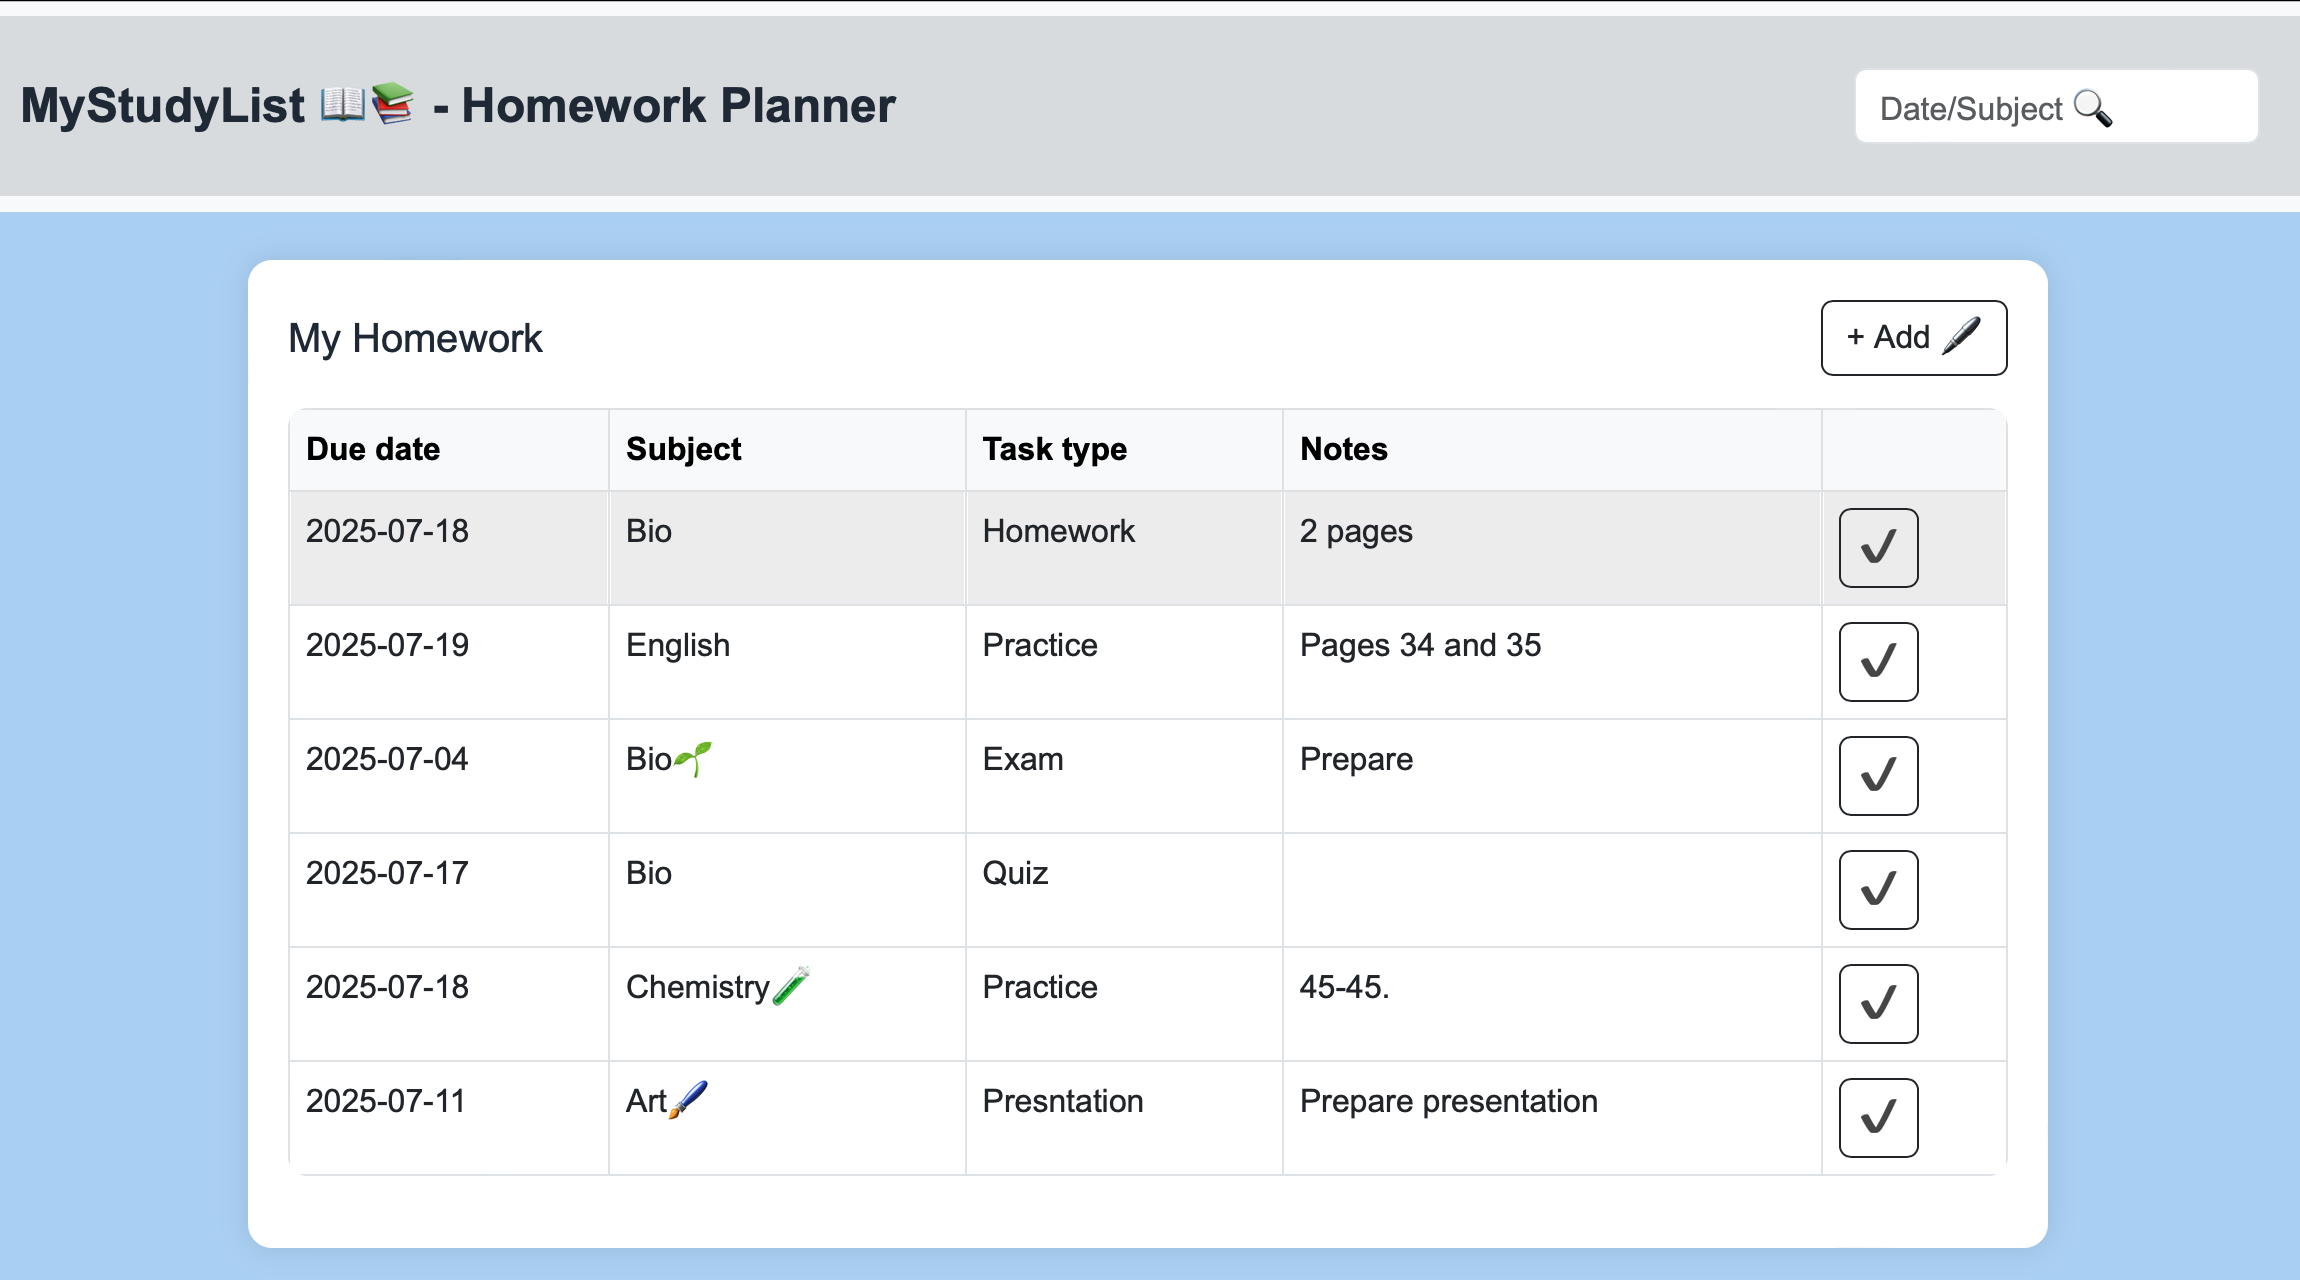 MyStudyList 📖📚 - Homework Planner
Date/Subject 🔍
My Homework
+ Add 🖊️
Due date Subject Task type Notes
2025-07-18 Bio Homework 2 pages ✔
2025-07-19 English Practice Pages 34 and 35 ✔
2025-07-04 Bio🌱 Exam Prepare ✔
2025-07-17 Bio Quiz ✔
2025-07-18 Chemistry🧪 Practice 45-45. ✔
2025-07-11 Art🖌️ Presntation Prepare presentation ✔